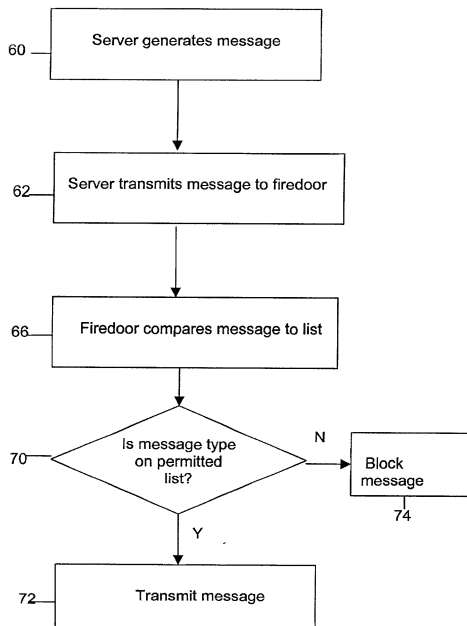 Server generates message
60
Server transmits message to firedoor
62
Firedoor compares message to list
66
Is message type
on permitted
list?
70
N
Block
message
74
Y
Transmit message
72